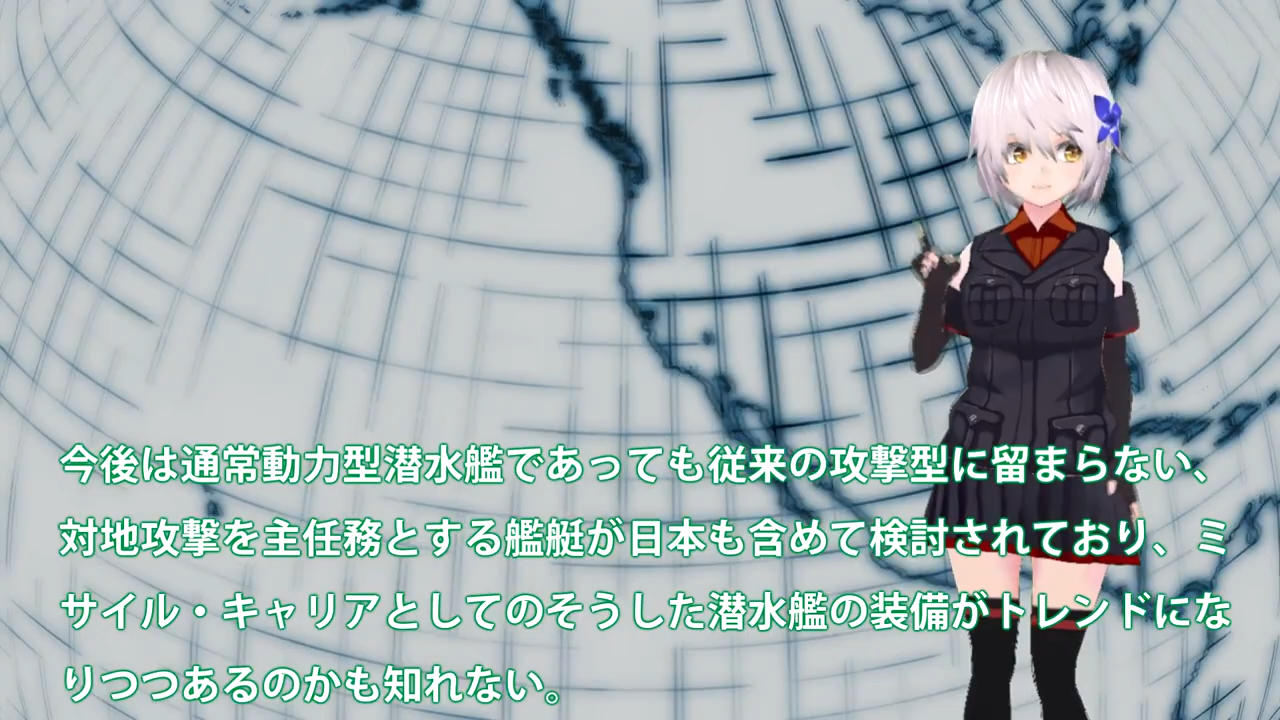 今後は通常動力型潜水艦であっても従来の攻撃型に留まらない、
対地攻撃を主任務とする艦艇が日本も含めて検討されており、ミ
サイル・キャリアとしてのそうした潜水艦の装備がトレンドにな
りつつあるのかも知れない。